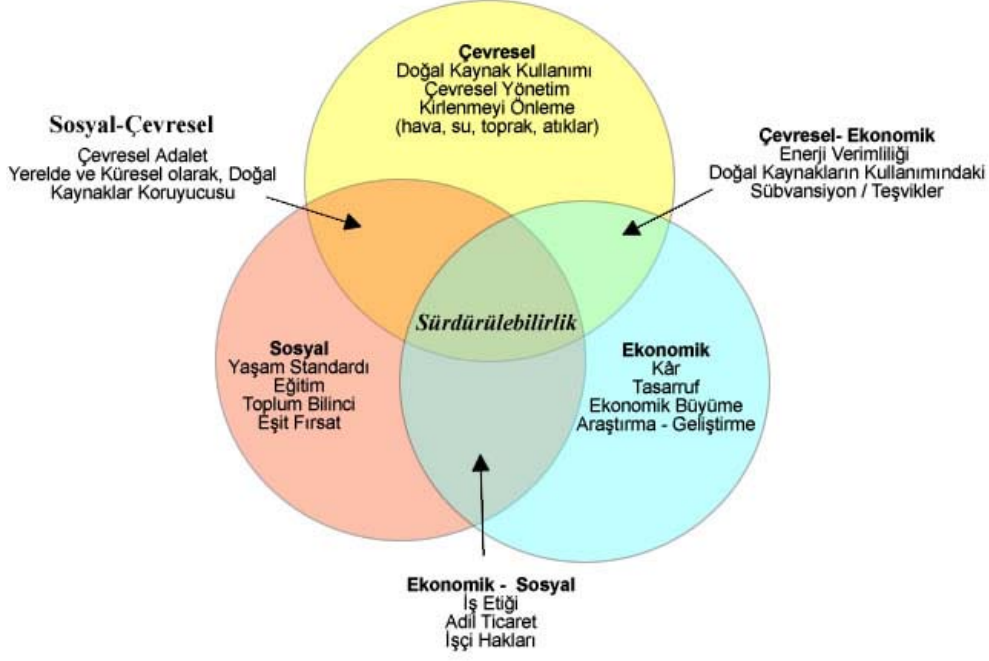 Çevresel
Doğal Kaynak Kullanımı
Çevresel Yönetim
Kirlenmeyi Önleme
(hava, su, toprak, atıklar)
Sosyal-Çevresel
Çevresel Adalet
Yerelde ve Küresel olarak, Doğal
Kaynaklar Koruyucusu
Çevresel- Ekonomik
Enerji Verimliliği
Doğal Kaynakların Kullanımındaki
Sübvansiyon / Teşvikler
Sürdürülebilirlik
Sosyal
Yaşam Standardı
Eğitim
Toplum Bilinci
Eşit Fırsat
Ekonomik
Kâr
Tasarruf
Ekonomik Büyüme
Araştırma - Geliştirme
Ekonomik - Sosyal
İş Etiği
Adil Ticaret
İşçi Hakları